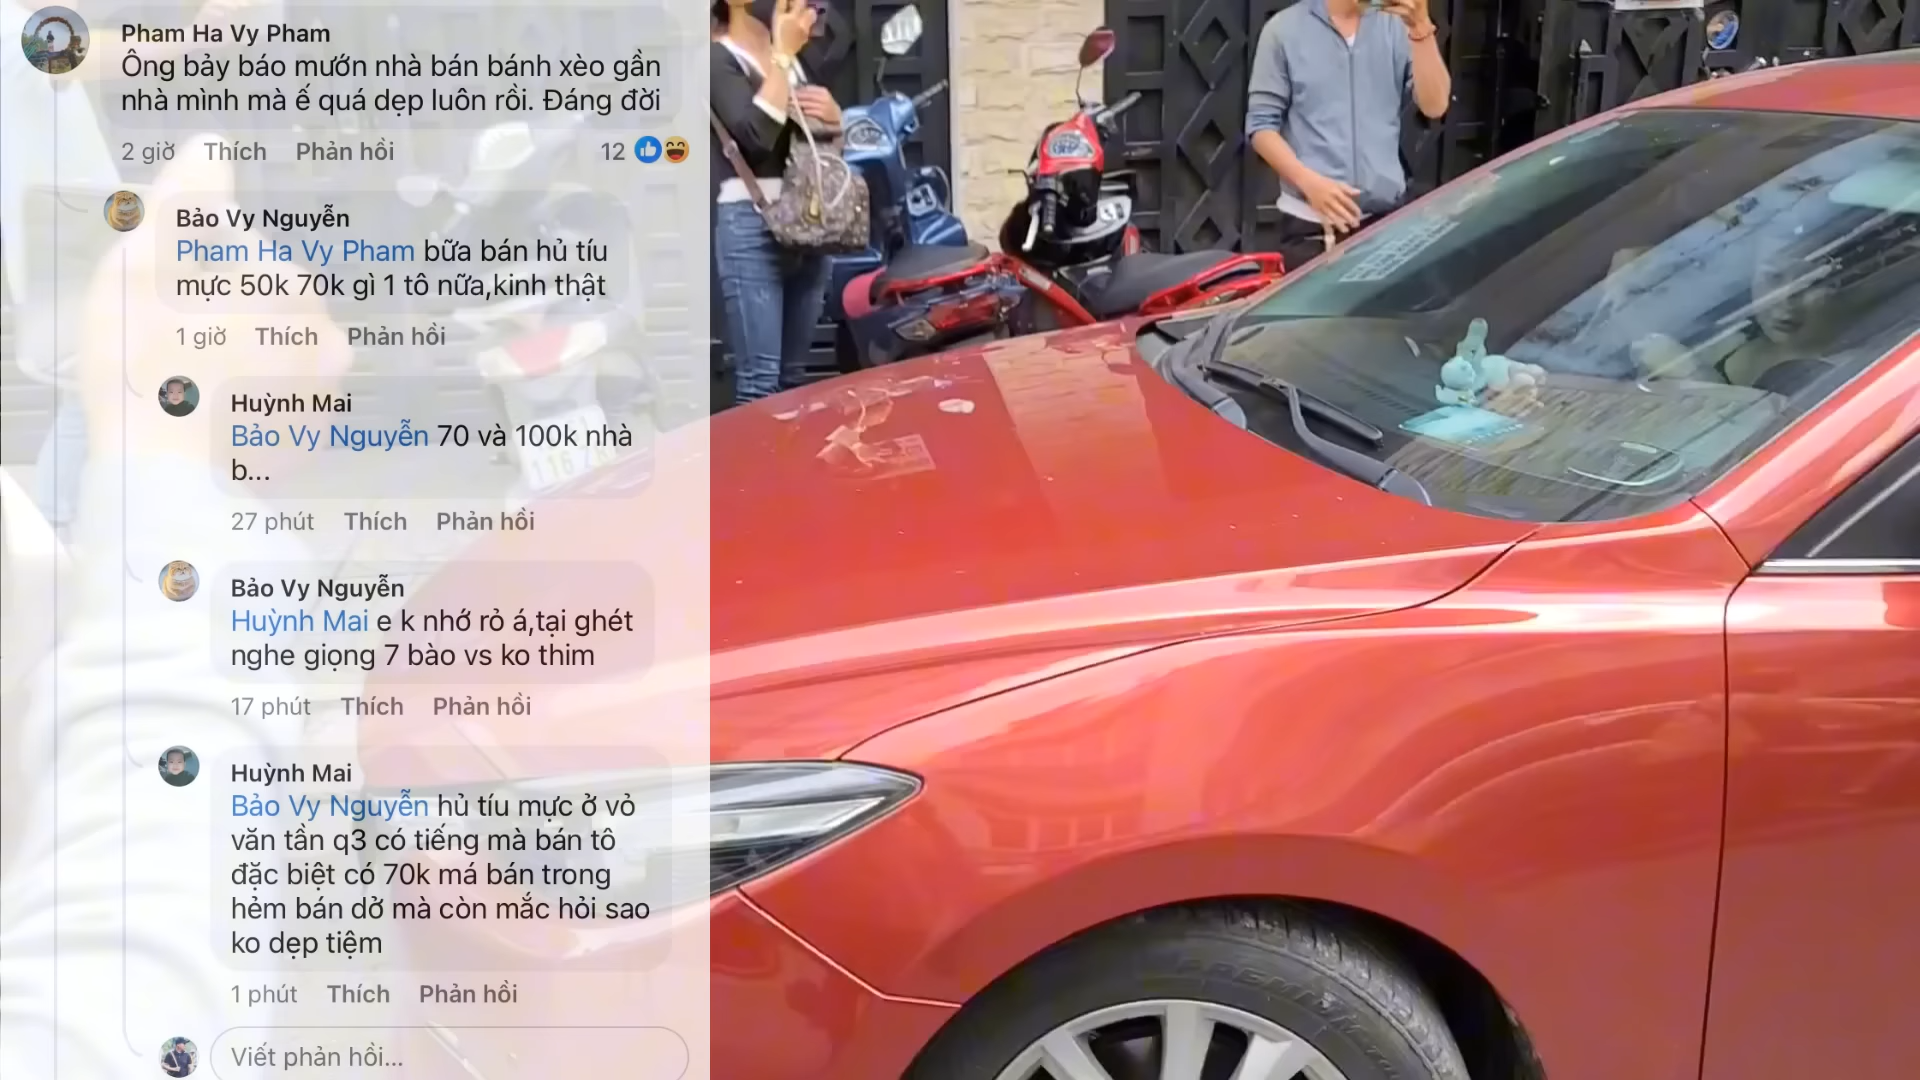 Pham Ha Vy Pham
Ông bảy báo mướn nhà bán bánh xèo gần
nhà mình mà ế quá dẹp luôn rồi. Đáng đời
2 giờ Thích Phản hồi 12
Bảo Vy Nguyễn
Pham Ha Vy Pham bữa bán hủ tíu
mực 50k 70k gì 1 tô nữa,kinh thật
1 giờ Thích Phản hồi
Huỳnh Mai
Bảo Vy Nguyễn 70 và 100k nhà
b...
27 phút Thích Phản hồi
Bảo Vy Nguyễn
Huỳnh Mai e k nhớ rỏ á,tại ghét
nghe giọng 7 bào vs ko thim
17 phút Thích Phản hồi
Huỳnh Mai
Bảo Vy Nguyễn hủ tíu mực ở vỏ
văn tần q3 có tiếng mà bán tô
đặc biệt có 70k má bán trong
hẻm bán dở mà còn mắc hỏi sao
ko dẹp tiệm
1 phút Thích Phản hồi
Viết phản hồi...